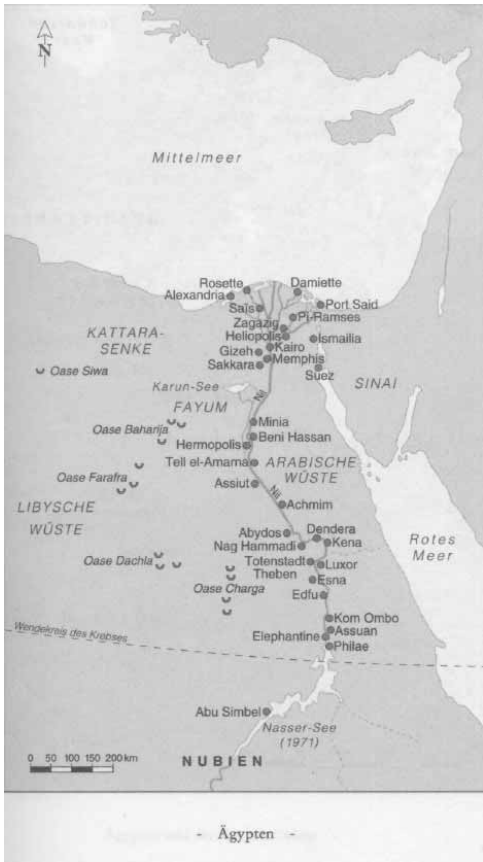 N
Mittelmeer
Rosette
Damiette
Alexandria
Port Said
Saïs
Pi-Ramses
Zagazig
KATTARA-
SENKE
Heliopolis
Ismailia
Kairo
Gizeh
Memphis
Sakkara
Suez
Oase Siwa
SINAI
Karun-See
Nil
FAYUM
Minia
Oase Baharija
Beni Hassan
Hermopolis
Tell el-Amarna
ARABISCHE
WÜSTE
Oase Farafra
Assiut
Nil
LIBYSCHE
WÜSTE
Achmim
Abydos
Dendera
Rotes
Meer
Nag Hammadi
Kena
Oase Dachla
Totenstadt
Luxor
Theben
Esna
Oase Charga
Edfu
Kom Ombo
Wendekreis des Krebses
Assuan
Elephantine
Philae
Abu Simbel
Nasser-See
(1971)
0 50 100 150 200 km
NUBIEN
- Ägypten -